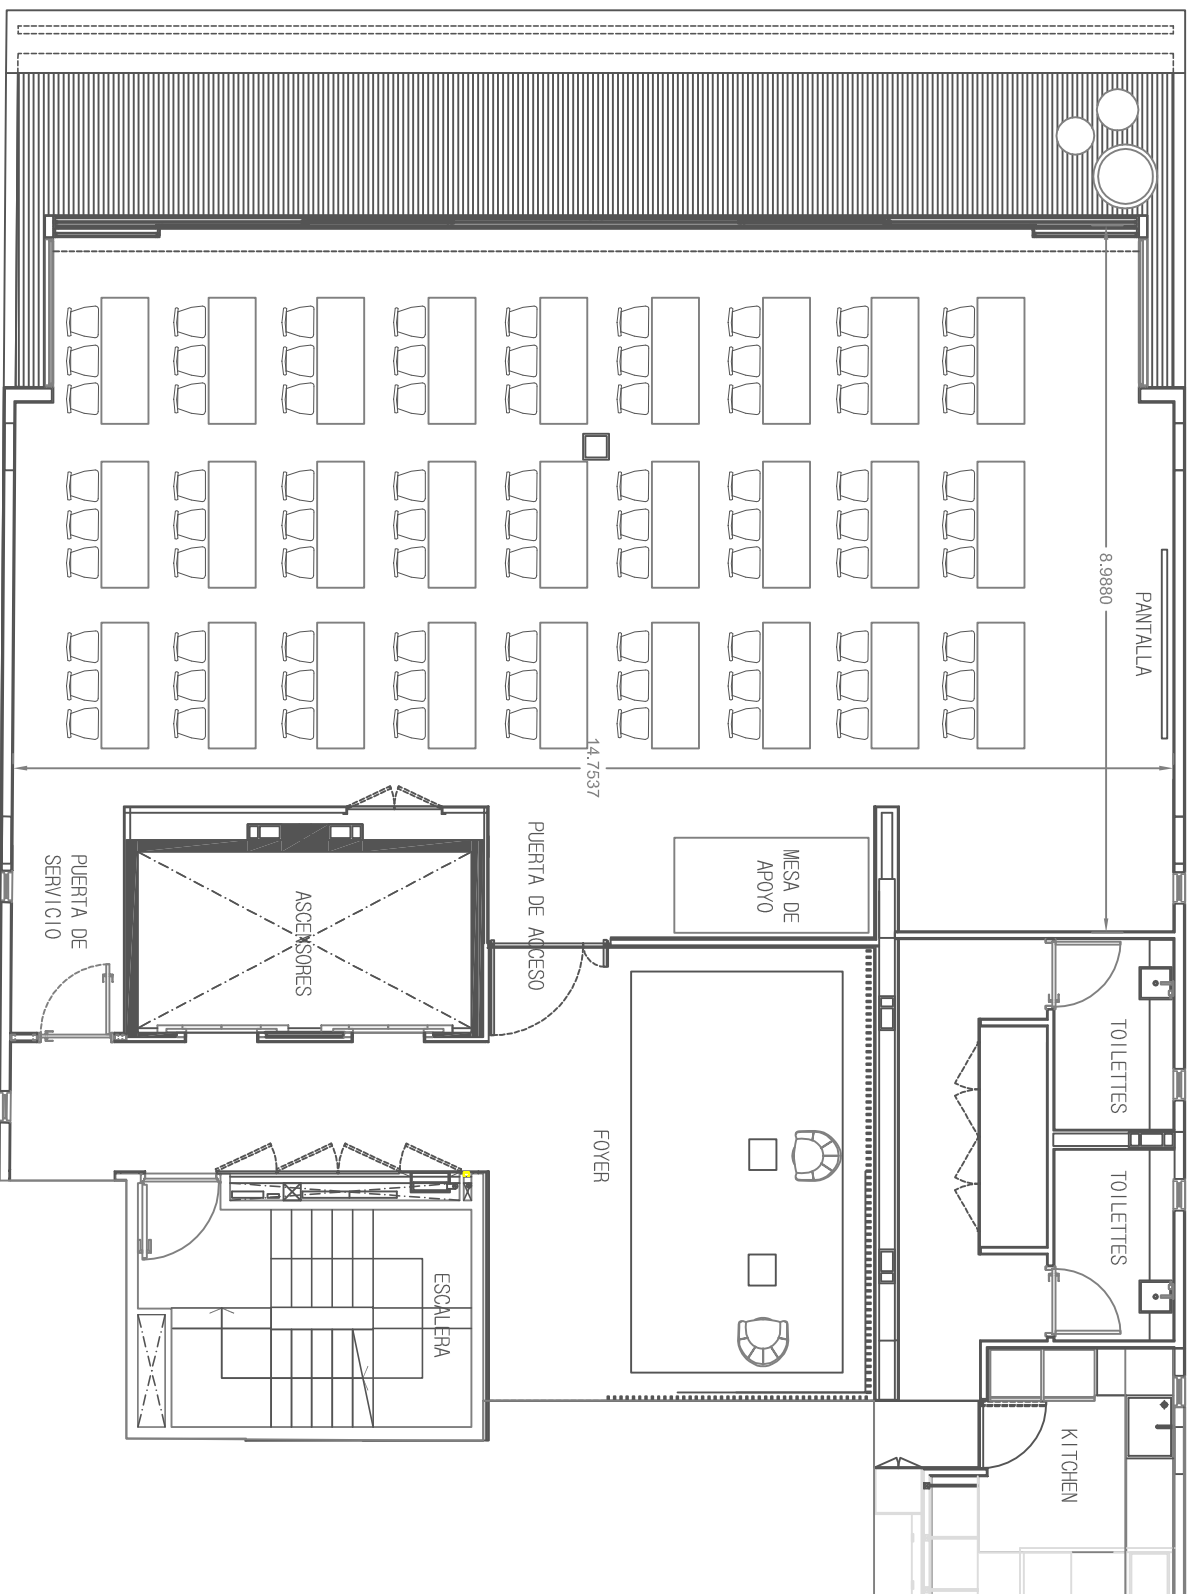 8.9880
PANTALLA
14.7537
PUERTA DE
SERVICIO
ASCENSORES
PUERTA DE ACCESO
MESA DE
APOYO
TOILETTES
FOYER
TOILETTES
ESCALERA
KITCHEN